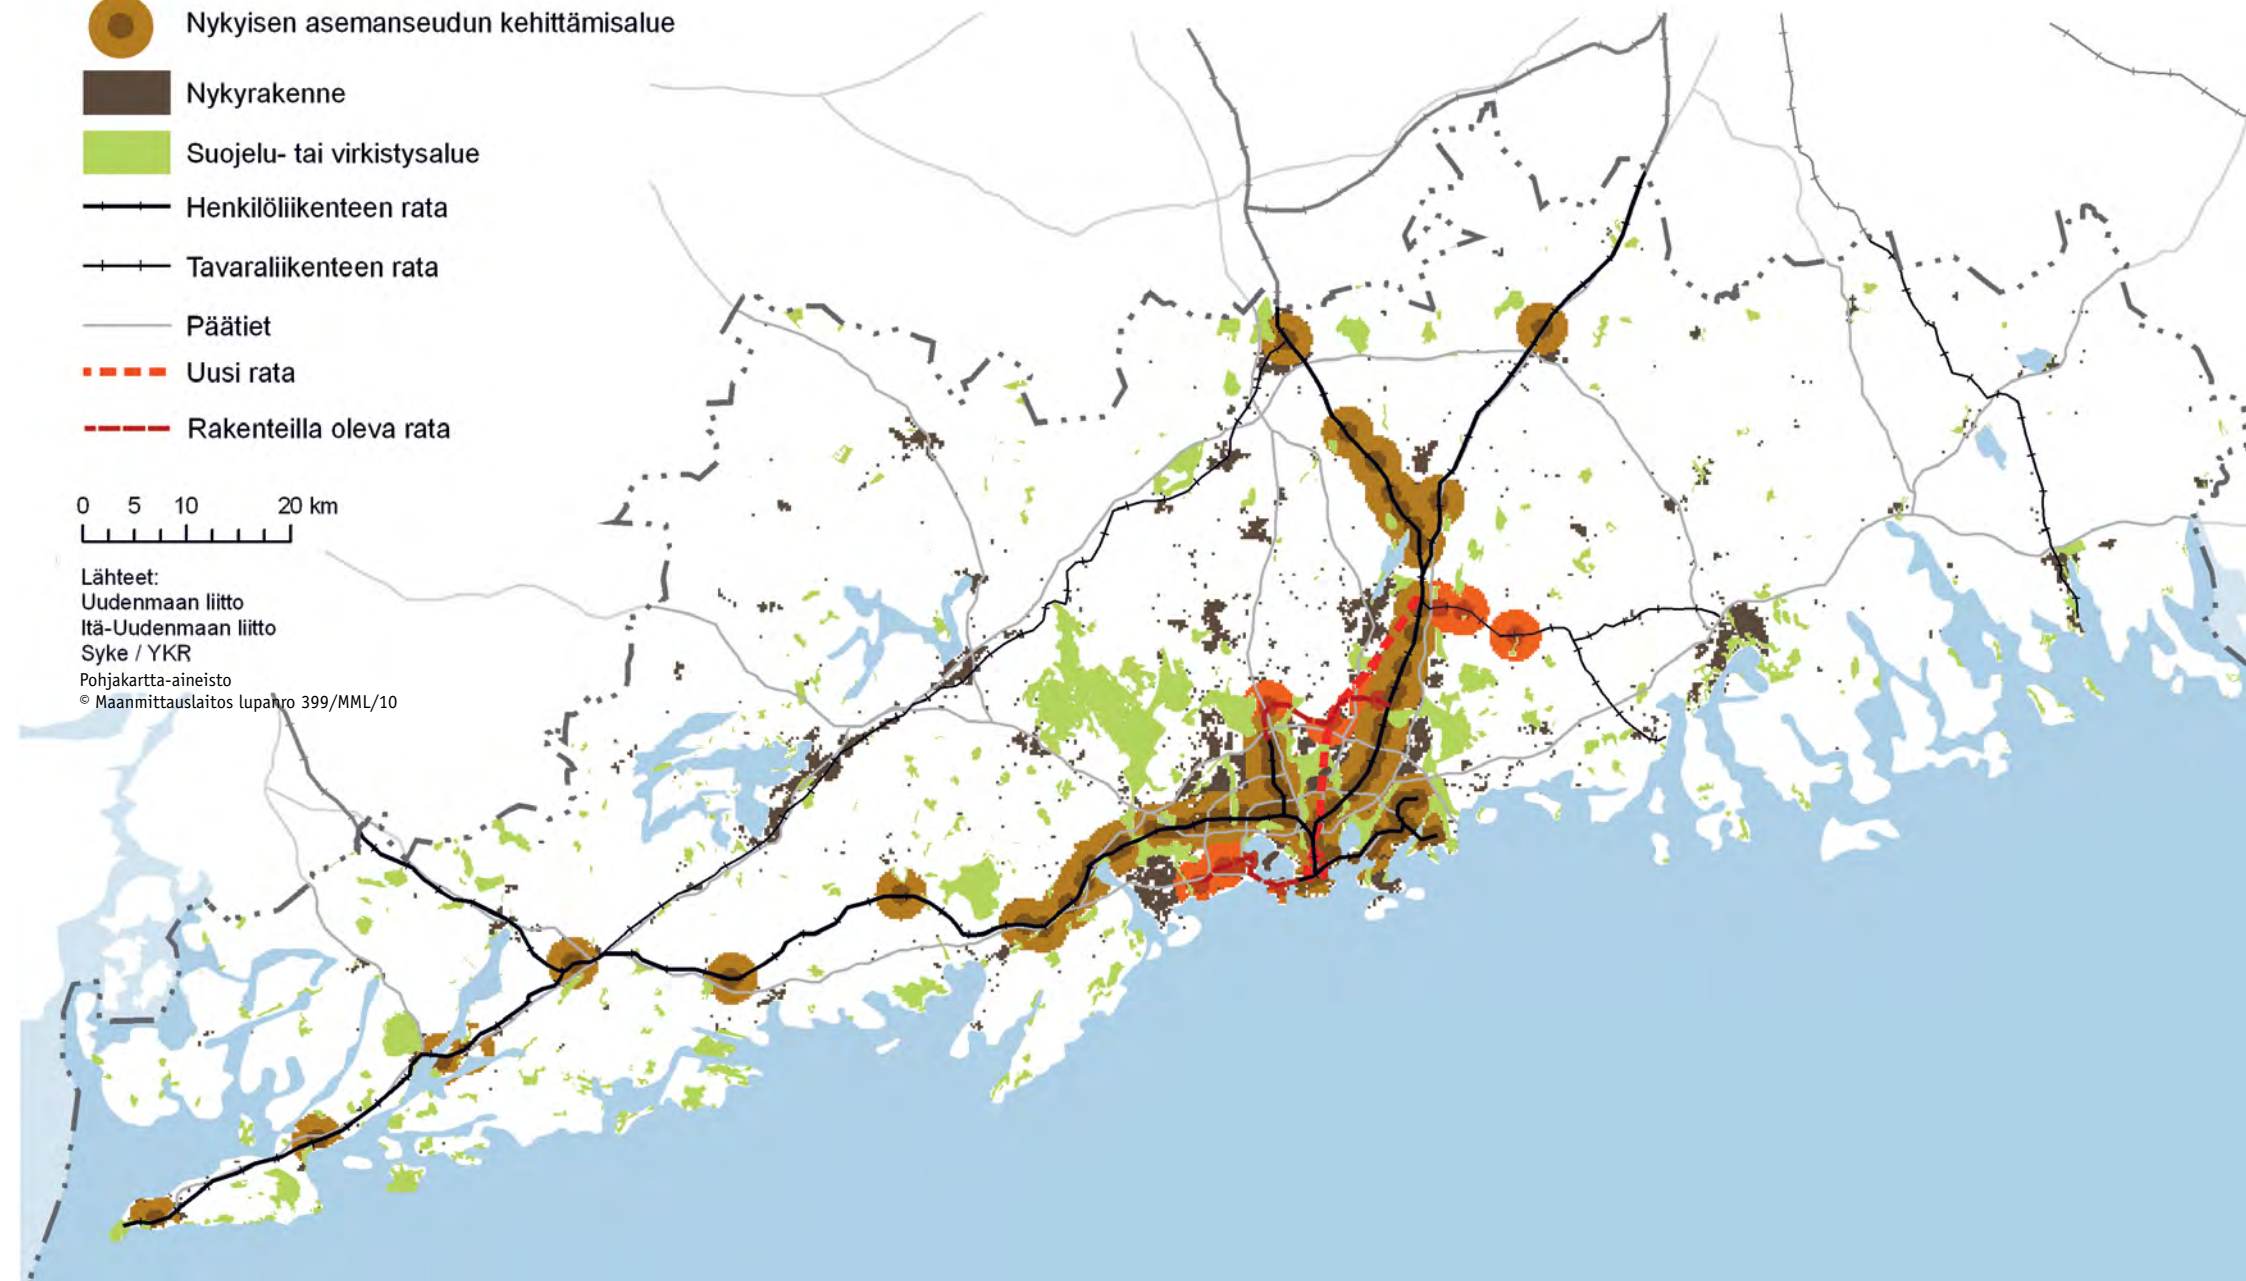 Nykyisen asemanseudun kehittämisalue
Nykyrakenne
Suojelu- tai virkistysalue
Henkilöliikenteen rata
Tavaraliikenteen rata
Päätiet
Uusi rata
Rakenteilla oleva rata
0 5 10 20 km
Lähteet:
Uudenmaan liitto
Itä-Uudenmaan liitto
Syke / YKR
Pohjakartta-aineisto
© Maanmittauslaitos lupanro 399/MML/10